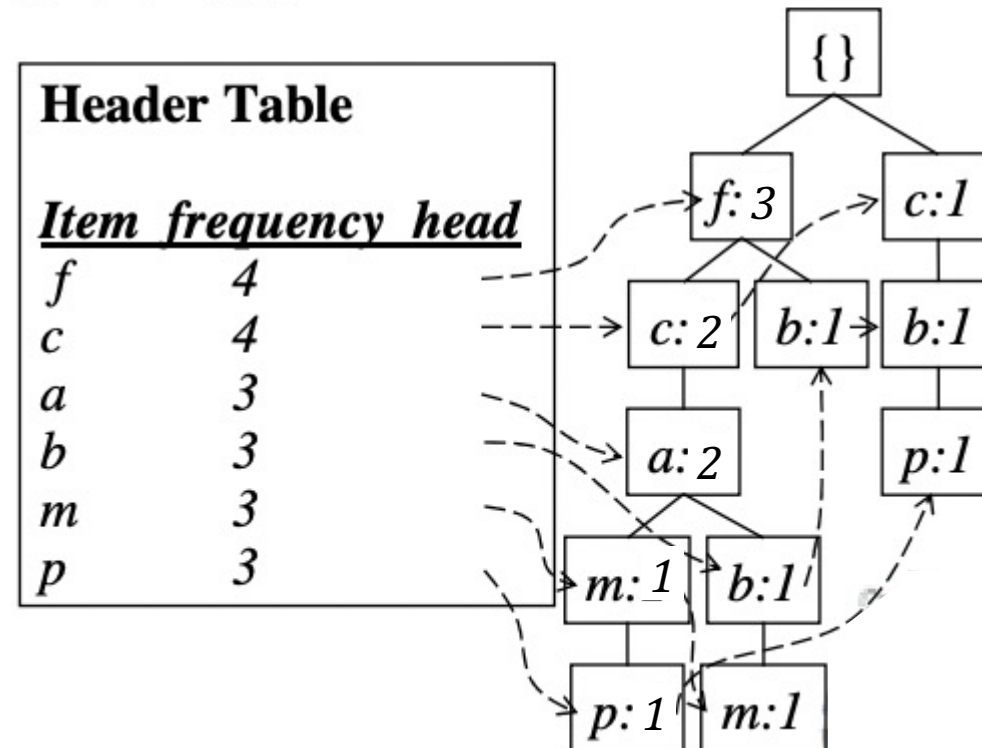 {}
Header Table
f: 3
c:1
Item frequency head
f 4
c 4
c: 2
b:1
b:1
a 3
b 3
a: 2
p:1
m 3
p 3
m: 1
b:1
p: 1
m:1